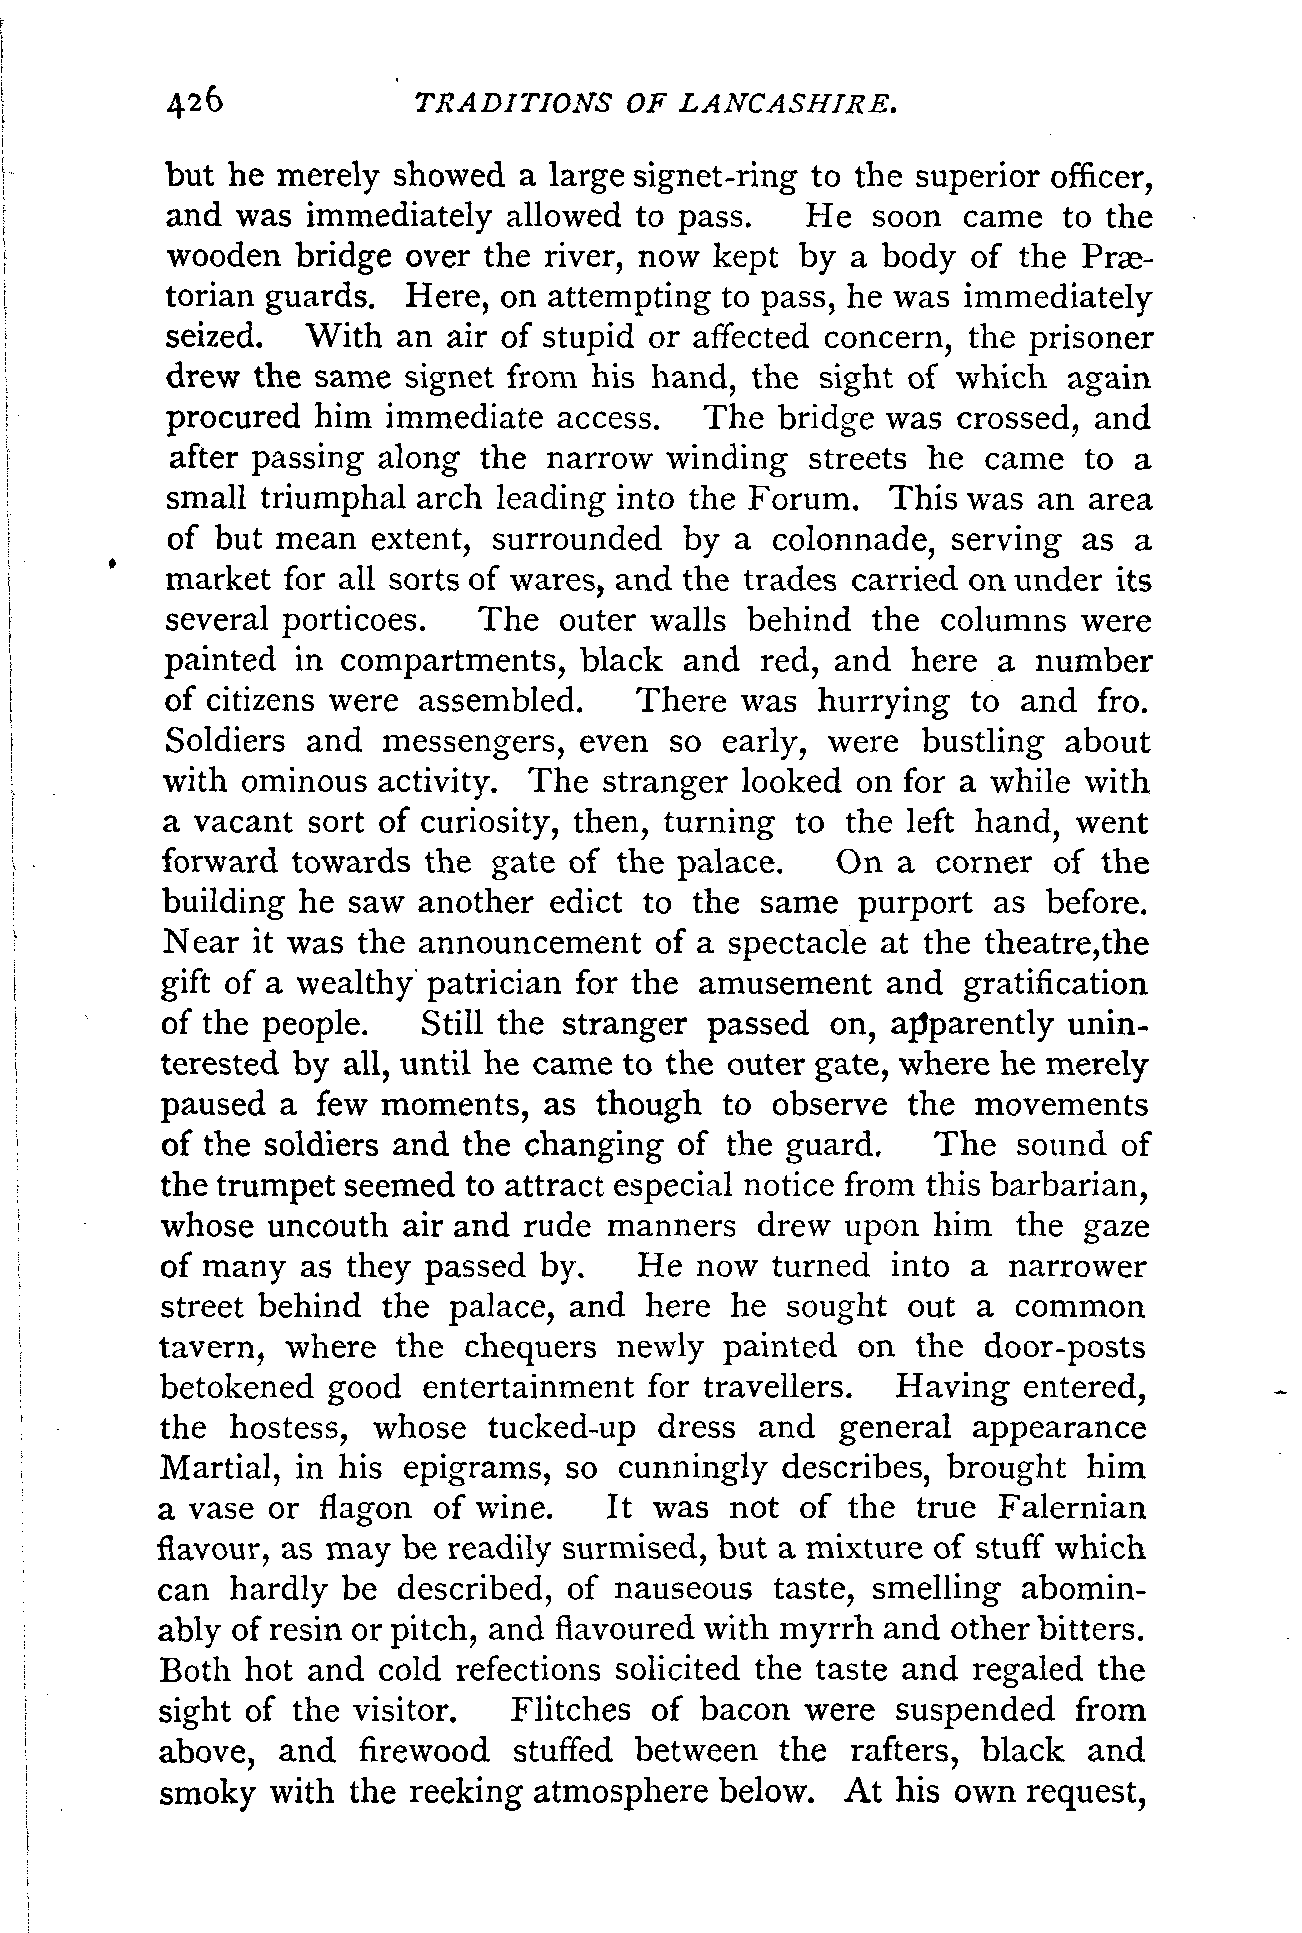 426 TRADITIONS OF LANCASHIRE.
but he merely showed a large signet-ring to the superior officer,
and was immediately allowed to pass. He soon came to the
wooden bridge over the river, now kept by a body of the Præ-
torian guards. Here, on attempting to pass, he was immediately
seized. With an air of stupid or affected concern, the prisoner
drew the same signet from his hand, the sight of which again
procured him immediate access. The bridge was crossed, and
after passing along the narrow winding streets he came to a
small triumphal arch leading into the Forum. This was an area
of but mean extent, surrounded by a colonnade, serving as a
market for all sorts of wares, and the trades carried on under its
several porticoes. The outer walls behind the columns were
painted in compartments, black and red, and here a number
of citizens were assembled. There was hurrying to and fro.
Soldiers and messengers, even so early, were bustling about
with ominous activity. The stranger looked on for a while with
a vacant sort of curiosity, then, turning to the left hand, went
forward towards the gate of the palace. On a corner of the
building he saw another edict to the same purport as before.
Near it was the announcement of a spectacle at the theatre,the
gift of a wealthy patrician for the amusement and gratification
of the people. Still the stranger passed on, apparently unin-
terested by all, until he came to the outer gate, where he merely
paused a few moments, as though to observe the movements
of the soldiers and the changing of the guard. The sound of
the trumpet seemed to attract especial notice from this barbarian,
whose uncouth air and rude manners drew upon him the gaze
of many as they passed by. He now turned into a narrower
street behind the palace, and here he sought out a common
tavern, where the chequers newly painted on the door-posts
betokened good entertainment for travellers. Having entered,
the hostess, whose tucked-up dress and general appearance
Martial, in his epigrams, so cunningly describes, brought him
a vase or flagon of wine. It was not of the true Falernian
flavour, as may be readily surmised, but a mixture of stuff which
can hardly be described, of nauseous taste, smelling abomin-
ably of resin or pitch, and flavoured with myrrh and other bitters.
Both hot and cold refections solicited the taste and regaled the
sight of the visitor. Flitches of bacon were suspended from
above, and firewood stuffed between the rafters, black and
smoky with the reeking atmosphere below. At his own request,